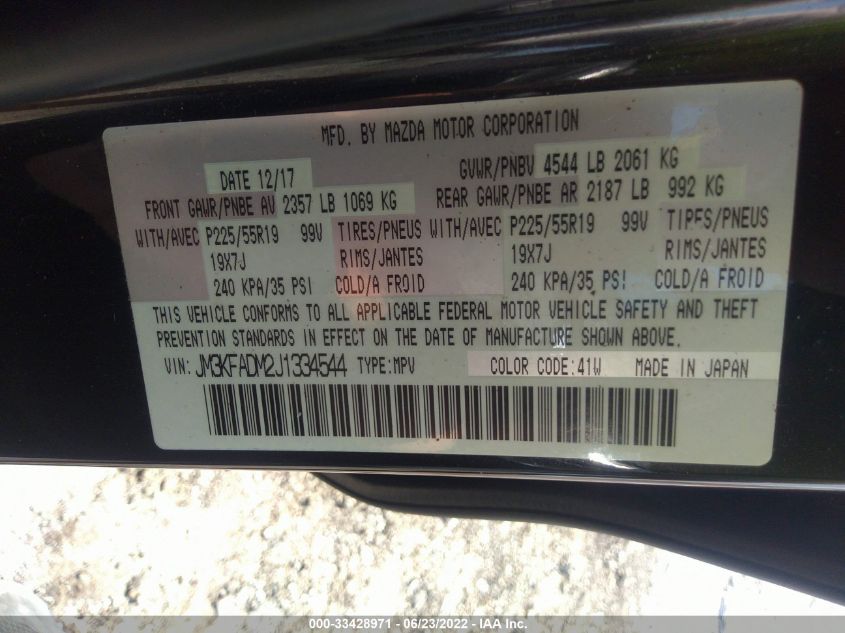 MFD. BY MAZDA MOTOR CORPORATION
DATE 12/17 GVWR/PNBV 4544 LB 2061 KG
FRONT GAWR/PNBE AV 2357 LB 1069 KG REAR GAWR/PNBE AR 2187 LB 992 KG
WITH/AVEC P225/55R19 99V TIRES/PNEUS WITH/AVEC P225/55R19 99V TIRES/PNEUS
19X7J RIMS/JANTES 19X7J RIMS/JANTES
240 KPA/35 PSI COLD/A FROID 240 KPA/35 PSI COLD/A FROID
THIS VEHICLE CONFORMS TO ALL APPLICABLE FEDERAL MOTOR VEHICLE SAFETY AND THEFT
PREVENTION STANDARDS IN EFFECT ON THE DATE OF MANUFACTURE SHOWN ABOVE.
VIN: JM3KFADM2J1334544 TYPE:MPV COLOR CODE:41W MADE IN JAPAN
000-33428971 - 06/23/2022 - IAA Inc.